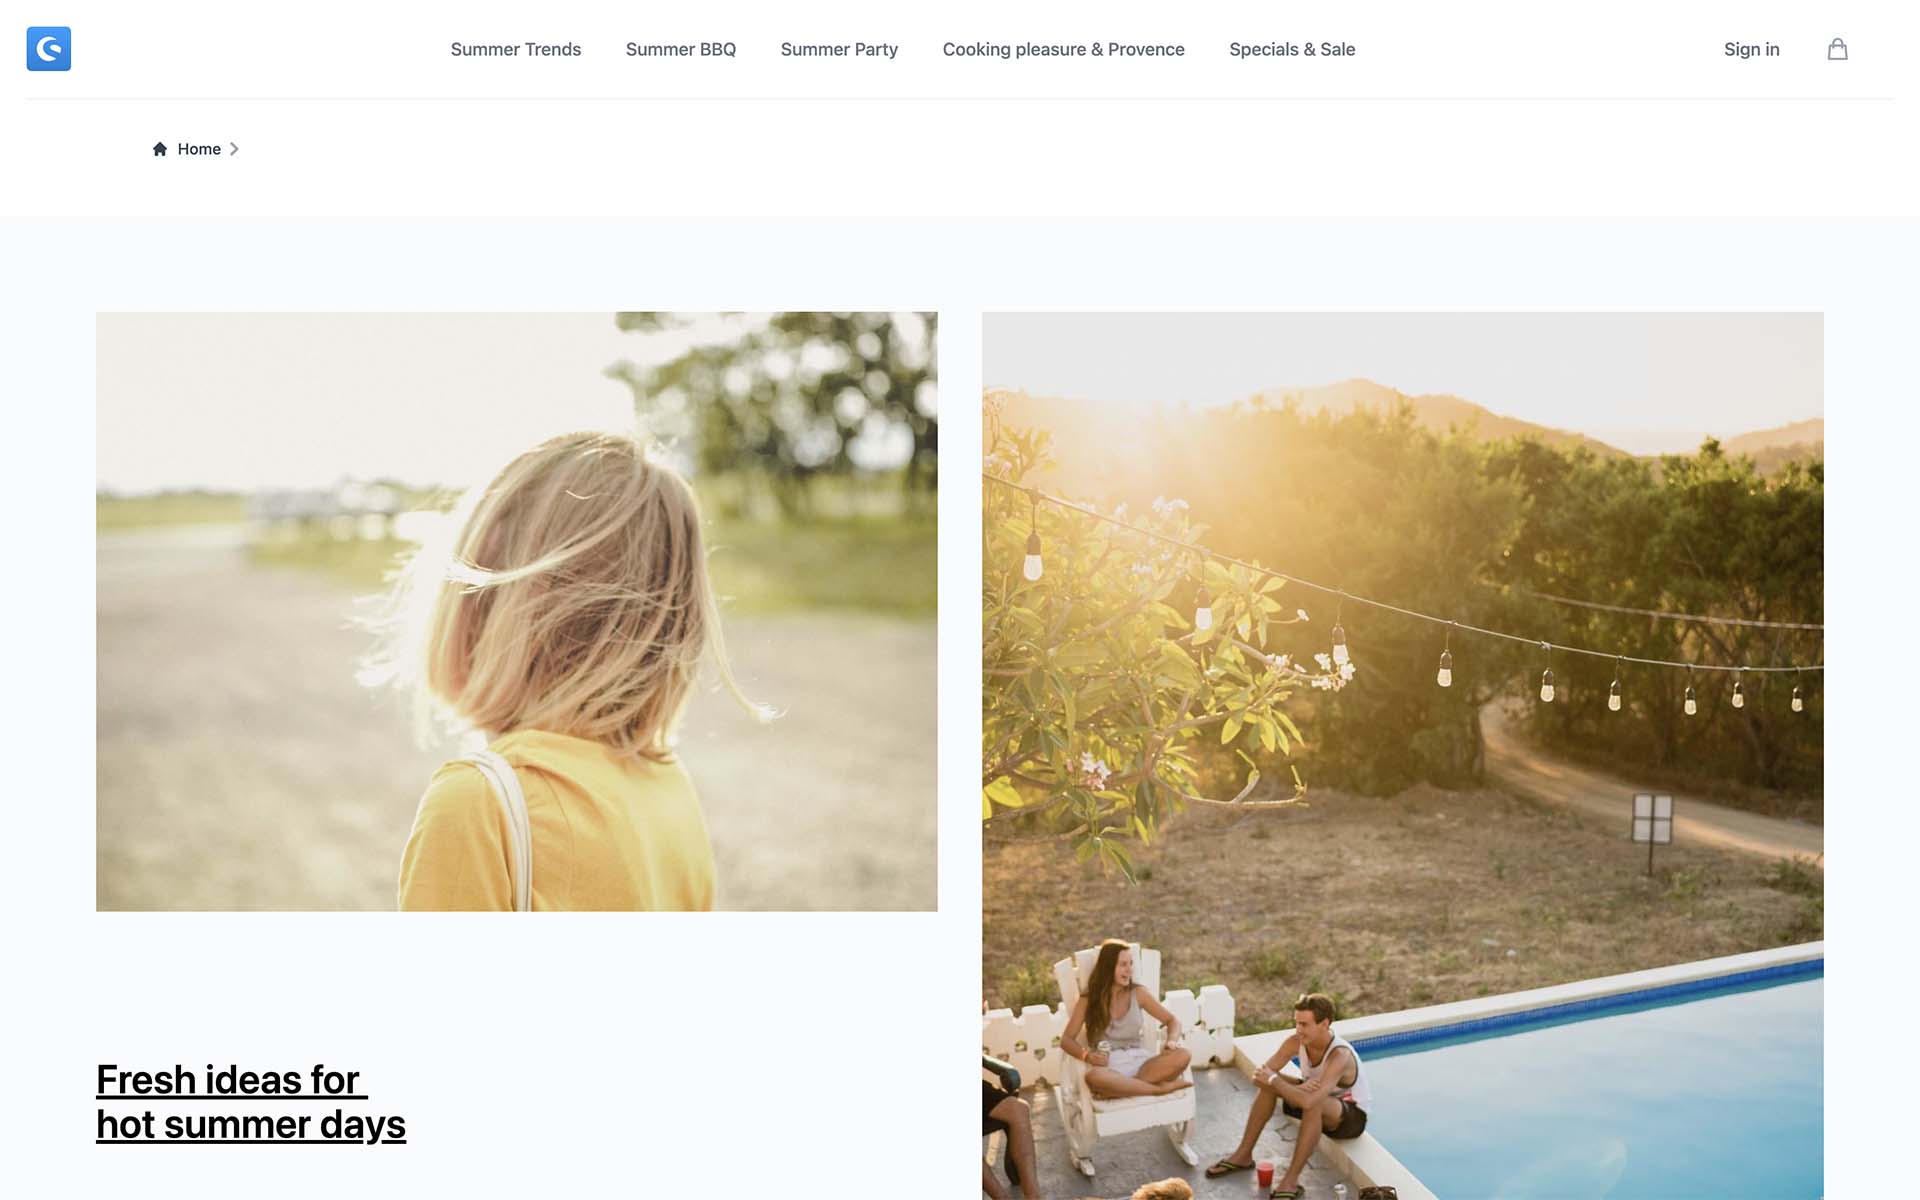 Summer Trends Summer BBQ Summer Party Cooking pleasure & Provence Specials & Sale Sign in
Home
Fresh ideas for
hot summer days